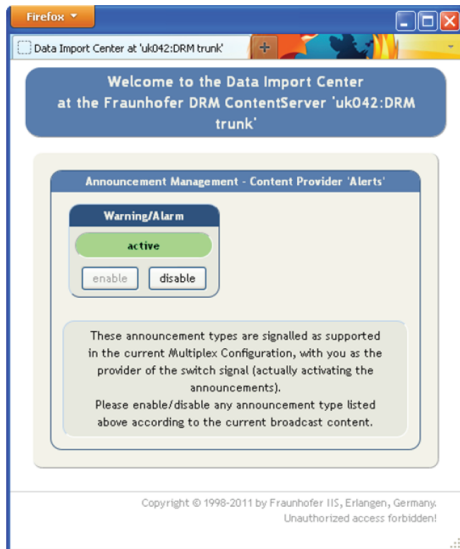 Firefox
Data Import Center at 'uk042:DRM trunk'
Welcome to the Data Import Center
at the Fraunhofer DRM ContentServer 'uk042:DRM
trunk'
Announcement Management - Content Provider 'Alerts'
Warning/Alarm
active
enable disable
These announcement types are signalled as supported
in the current Multiplex Configuration, with you as the
provider of the switch signal (actually activating the
announcements).
Please enable/disable any announcement type listed
above according to the current broadcast content.
Copyright © 1998-2011 by Fraunhofer IIS, Erlangen, Germany.
Unauthorized access forbidden!